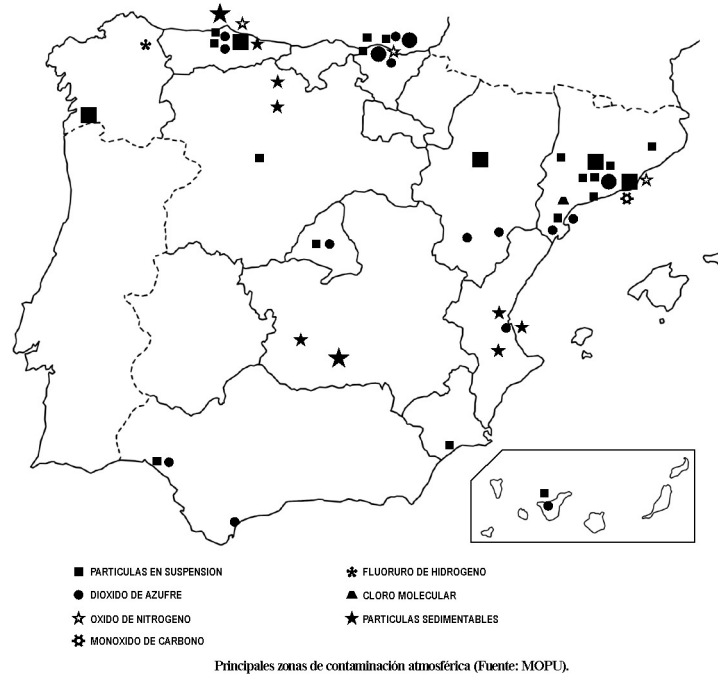 PARTICULAS EN SUSPENSION
DIOXIDO DE AZUFRE
OXIDO DE NITROGENO
MONOXIDO DE CARBONO
FLUORURO DE HIDROGENO
CLORO MOLECULAR
PARTICULAS SEDIMENTABLES
Principales zonas de contaminación atmosférica (Fuente: MOPU).